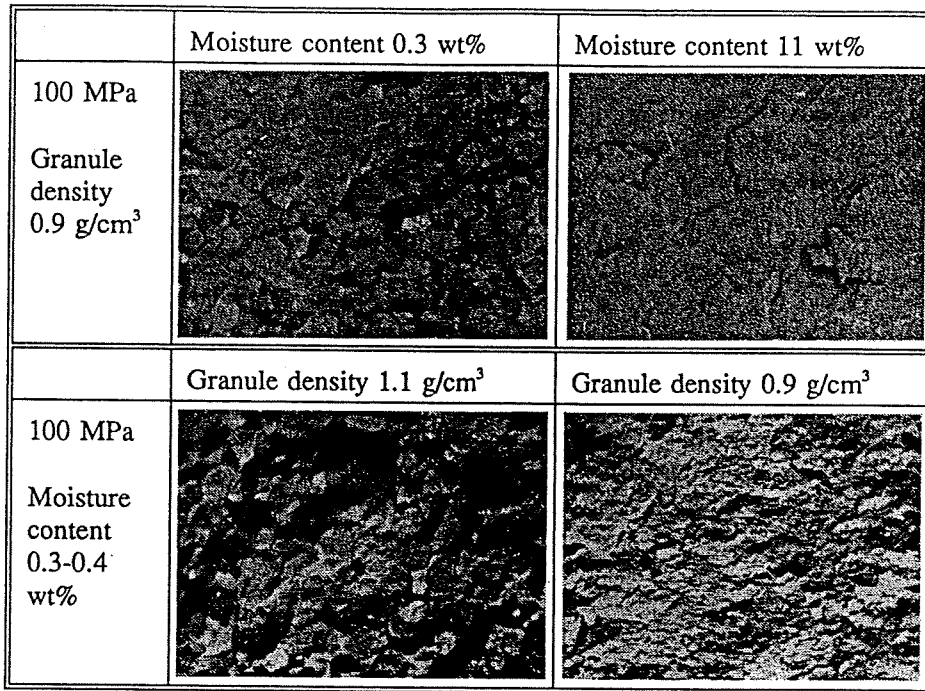 Moisture content 0.3 wt%
Moisture content 11 wt%
100 MPa
Granule
density
0.9 g/cm³
Granule density 1.1 g/cm³
Granule density 0.9 g/cm³
100 MPa
Moisture
content
0.3-0.4
wt%